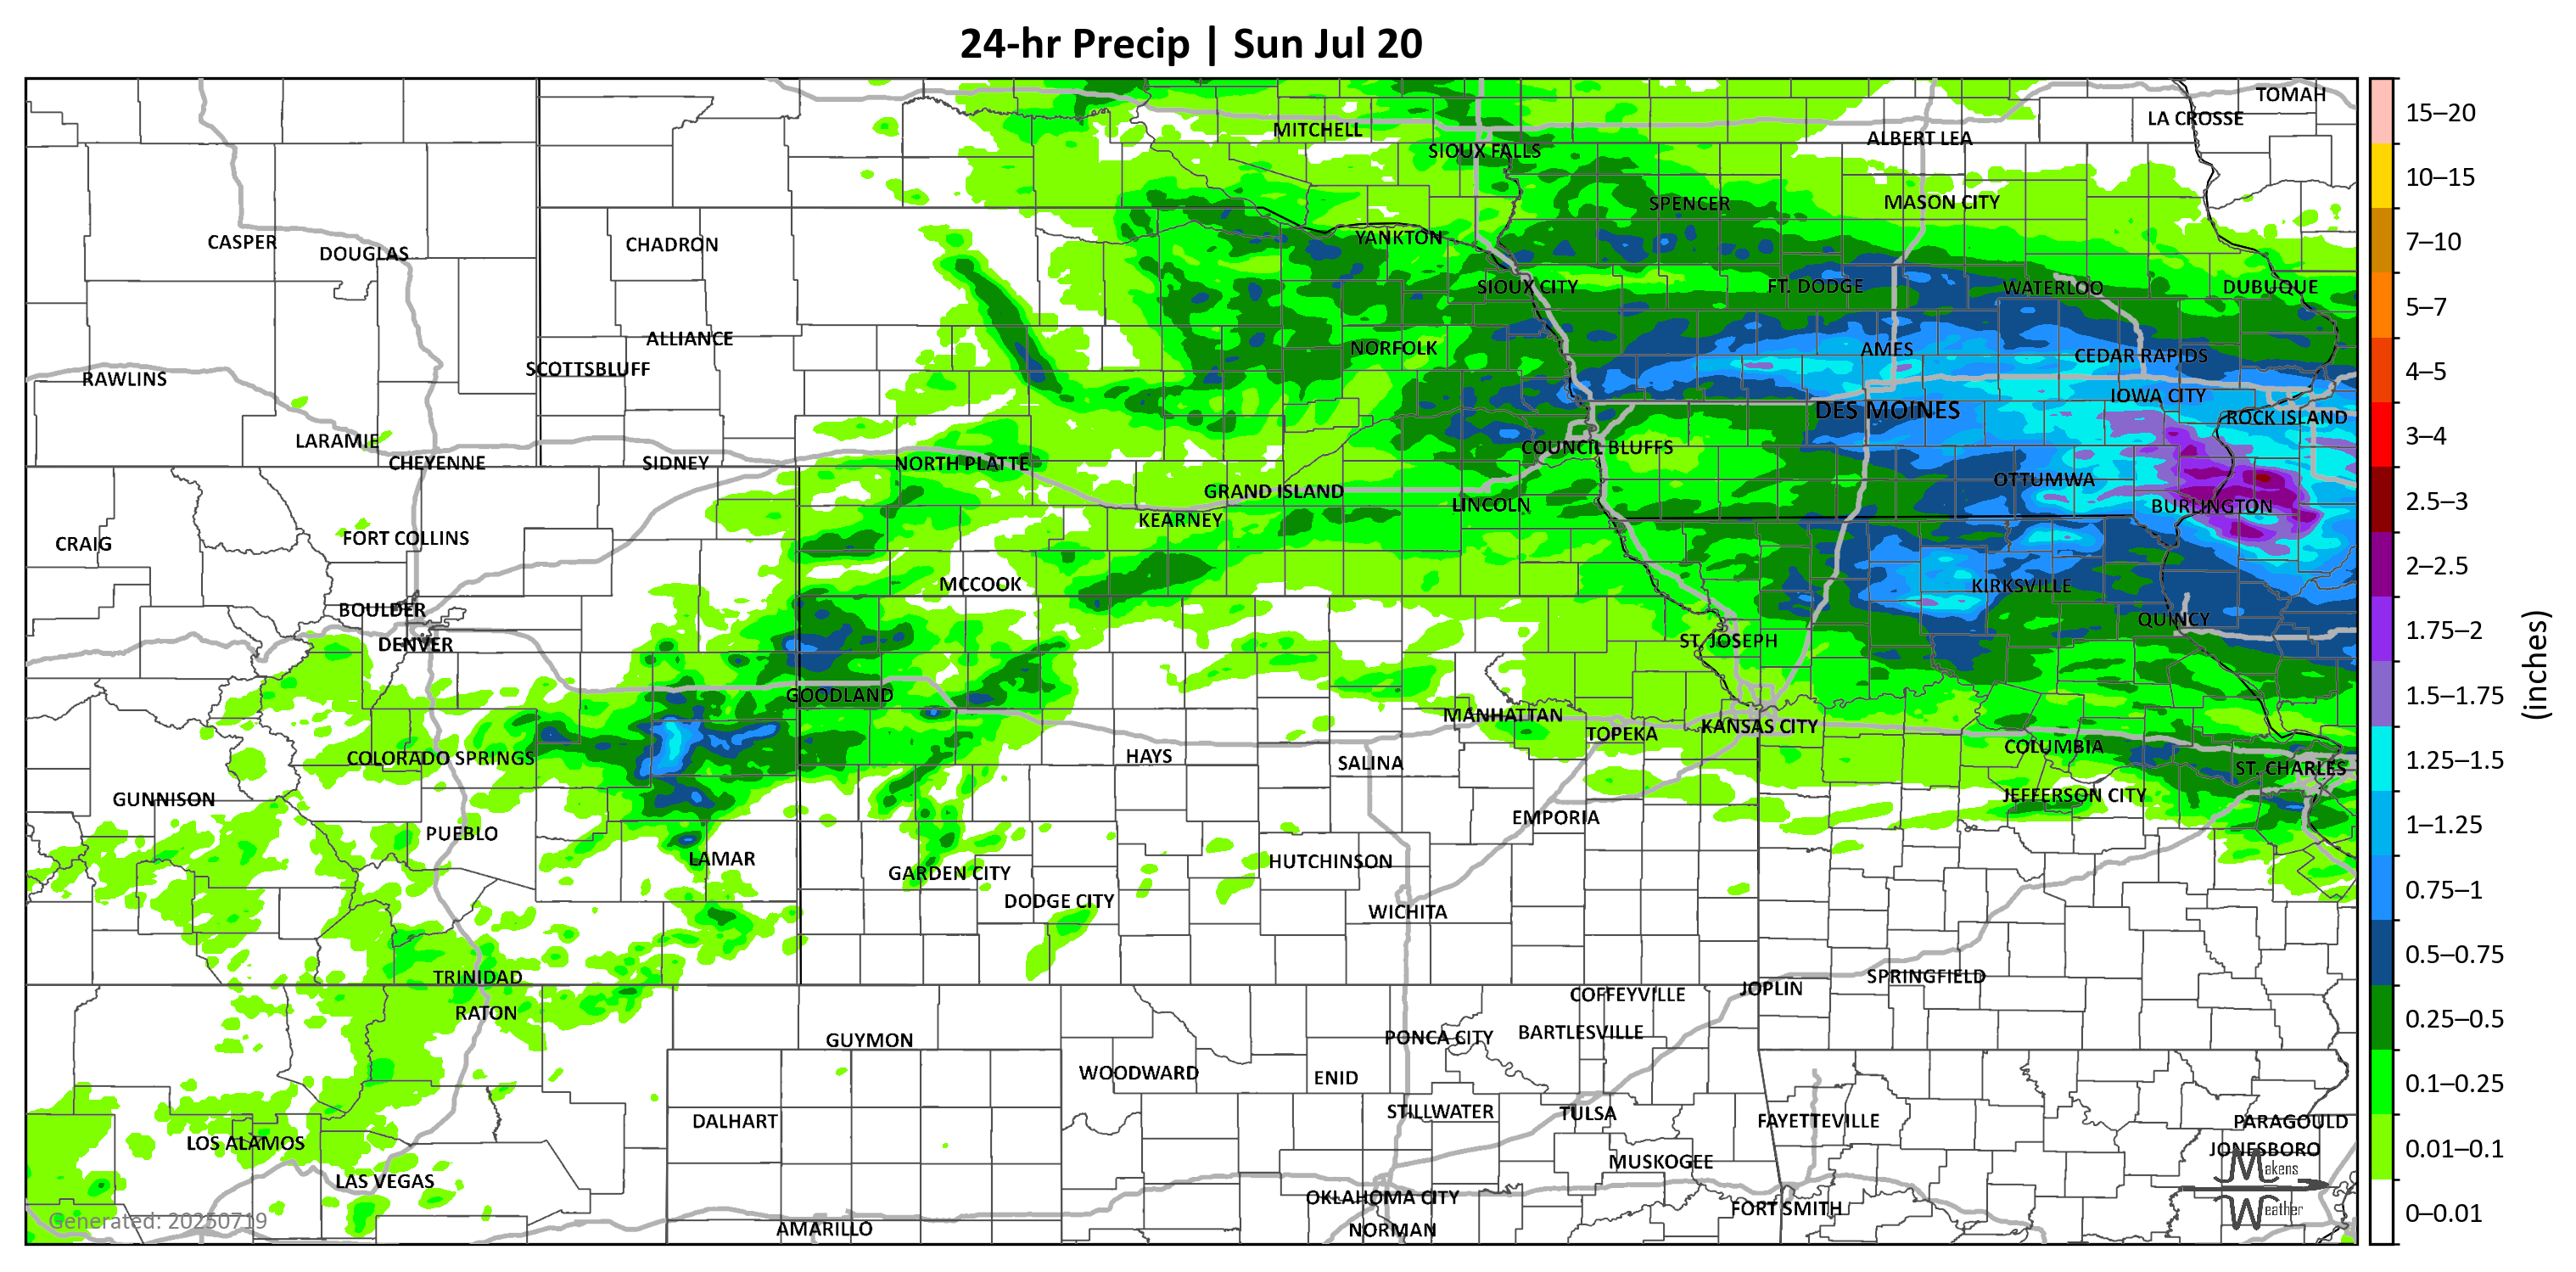 24-hr Precip | Sun Jul 20
TOMAH
LA CROSSE
MITCHELL
ALBERT LEA
SIOUX FALLS
SPENCER
MASON CITY
YANKTON
CASPER
DOUGLAS
CHADRON
SIOUX CITY
FT. DODGE
WATERLOO
DUBUQUE
ALLIANCE
NORFOLK
AMES
CEDAR RAPIDS
SCOTTSBLUFF
RAWLINS
IOWA CITY
DES MOINES
ROCK ISLAND
LARAMIE
COUNCIL BLUFFS
CHEYENNE
SIDNEY
NORTH PLATTE
OTTUMWA
GRAND ISLAND
LINCOLN
BURLINGTON
KEARNEY
CRAIG
FORT COLLINS
MCCOOK
KIRKSVILLE
BOULDER
QUINCY
DENVER
ST. JOSEPH
GOODLAND
MANHATTAN
KANSAS CITY
TOPEKA
COLUMBIA
COLORADO SPRINGS
HAYS
SALINA
ST. CHARLES
GUNNISON
JEFFERSON CITY
EMPORIA
PUEBLO
LAMAR
HUTCHINSON
GARDEN CITY
DODGE CITY
WICHITA
TRINIDAD
SPRINGFIELD
JOPLIN
COFFEYVILLE
RATON
BARTLESVILLE
PONCA CITY
GUYMON
WOODWARD
ENID
STILLWATER
TULSA
DALHART
FAYETTEVILLE
PARAGOULD
LOS ALAMOS
JONESBORO
MUSKOGEE
LAS VEGAS
OKLAHOMA CITY
FORT SMITH
AMARILLO
NORMAN
Generated: 20250719
Makens
Weather
15–20
10–15
7–10
5–7
4–5
3–4
2.5–3
2–2.5
1.75–2
1.5–1.75
1.25–1.5
1–1.25
0.75–1
0.5–0.75
0.25–0.5
0.1–0.25
0.01–0.1
0–0.01
(inches)